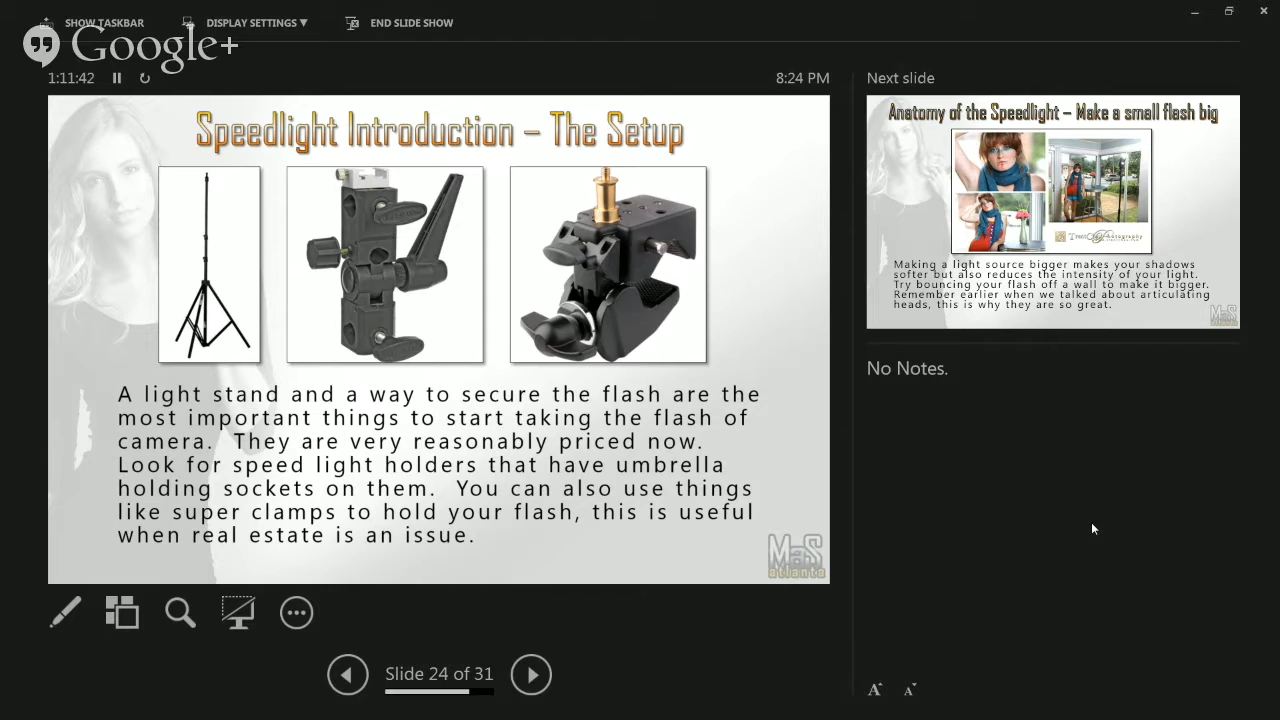 SHOW TASKBAR DISPLAY SETTINGS ▼ END SLIDE SHOW
Google+
1:11:42 8:24 PM Next slide
Speedlight Introduction – The Setup
A light stand and a way to secure the flash are the
most important things to start taking the flash of
camera. They are very reasonably priced now.
Look for speed light holders that have umbrella
holding sockets on them. You can also use things
like super clamps to hold your flash, this is useful
when real estate is an issue.
MaS
atlanta
Anatomy of the Speedlight – Make a small flash big
Making a light source bigger makes your shadows
softer but also reduces the intensity of your light.
Try bouncing your flash off a wall to make it bigger.
Remember earlier when we talked about articulating
heads, this is why they are so great.
MaS
atlanta
No Notes.
Slide 24 of 31
A A